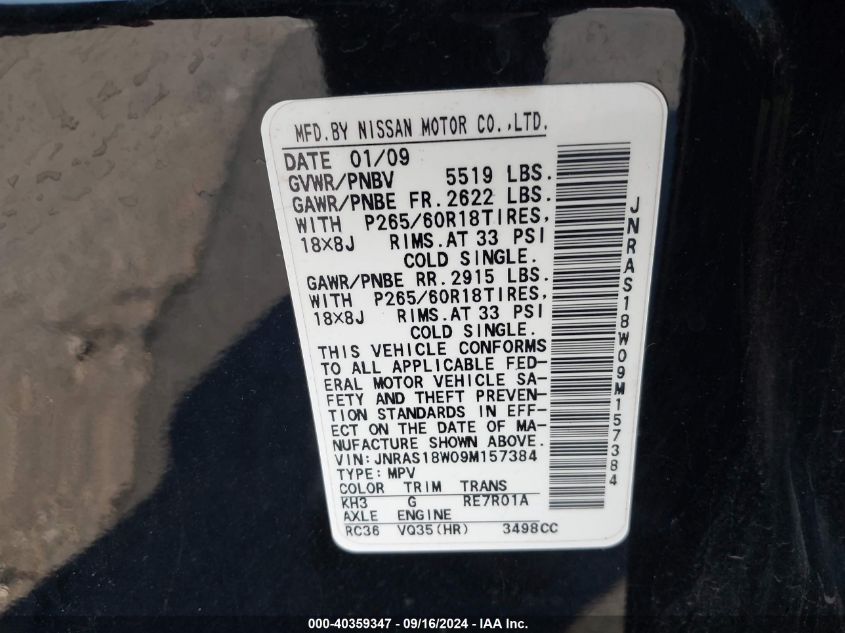 MFD.BY NISSAN MOTOR CO.,LTD.
DATE 01/09
GVWR/PNBV 5519 LBS.
GAWR/PNBE FR. 2622 LBS.
WITH P265/60R18TIRES,
18X8J RIMS.AT 33 PSI
COLD SINGLE.
GAWR/PNBE RR. 2915 LBS.
WITH P265/60R18TIRES,
18X8J RIMS.AT 33 PSI
COLD SINGLE.
THIS VEHICLE CONFORMS
TO ALL APPLICABLE FED-
ERAL MOTOR VEHICLE SA-
FETY AND THEFT PREVEN-
TION STANDARDS IN EFF-
ECT ON THE DATE OF MA-
NUFACTURE SHOWN ABOVE.
VIN: JNRAS18W09M157384
TYPE: MPV
COLOR TRIM TRANS
KH3 G RE7R01A
AXLE ENGINE
RC36 VQ35(HR) 3498CC
JNRAS18W09M157384
000-40359347 - 09/16/2024 - IAA Inc.